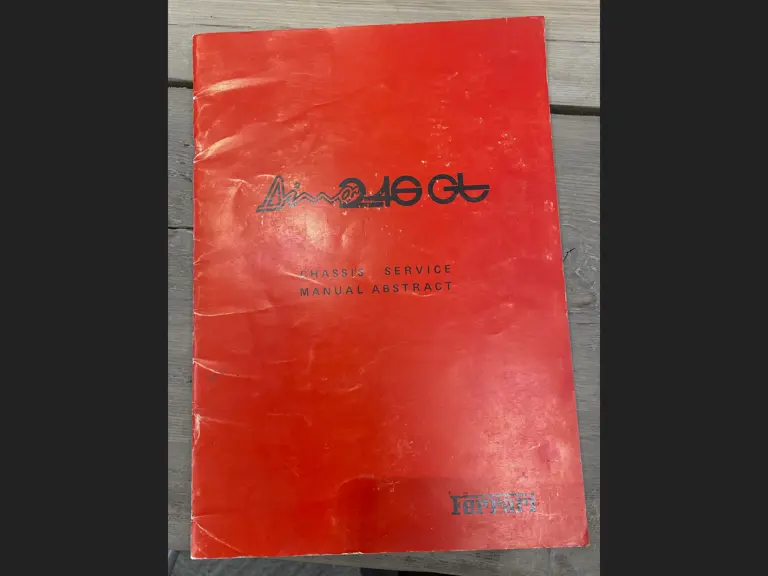 Dino 246 GT
CHASSIS SERVICE
MANUAL ABSTRACT
Ferrari